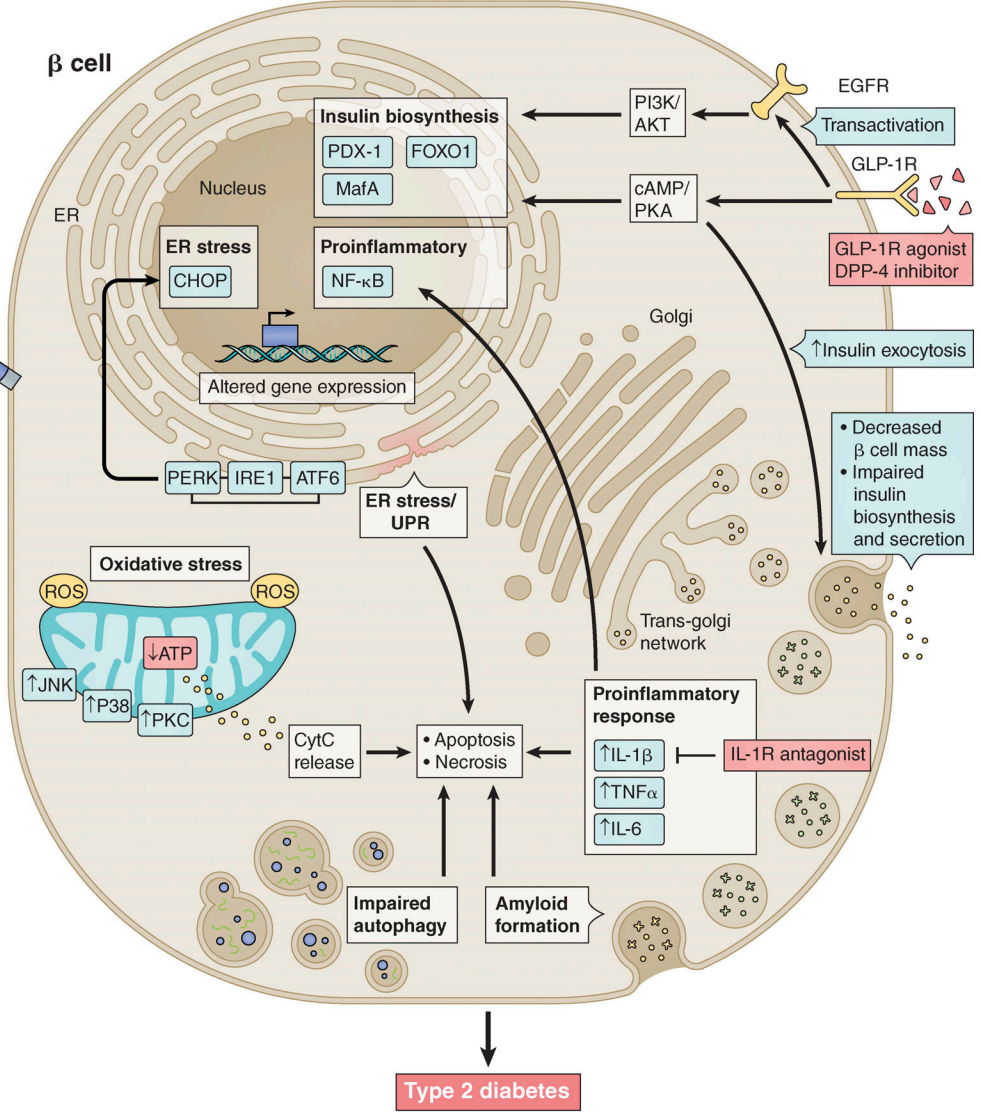 β cell
EGFR
PI3K/
AKT
Transactivation
Insulin biosynthesis
PDX-1
FOXO1
MafA
GLP-1R
cAMP/
PKA
Nucleus
ER
GLP-1R agonist
DPP-4 inhibitor
ER stress
CHOP
Proinflammatory
NF-κB
Golgi
↑Insulin exocytosis
Altered gene expression
• Decreased
β cell mass
• Impaired
insulin
biosynthesis
and secretion
PERK
IRE1
ATF6
ER stress/
UPR
Oxidative stress
ROS
ROS
Trans-golgi
network
↓ATP
↑JNK
↑P38
↑PKC
CytC
release
• Apoptosis
• Necrosis
Proinflammatory
response
↑IL-1β
IL-1R antagonist
↑TNFα
↑IL-6
Impaired
autophagy
Amyloid
formation
Type 2 diabetes